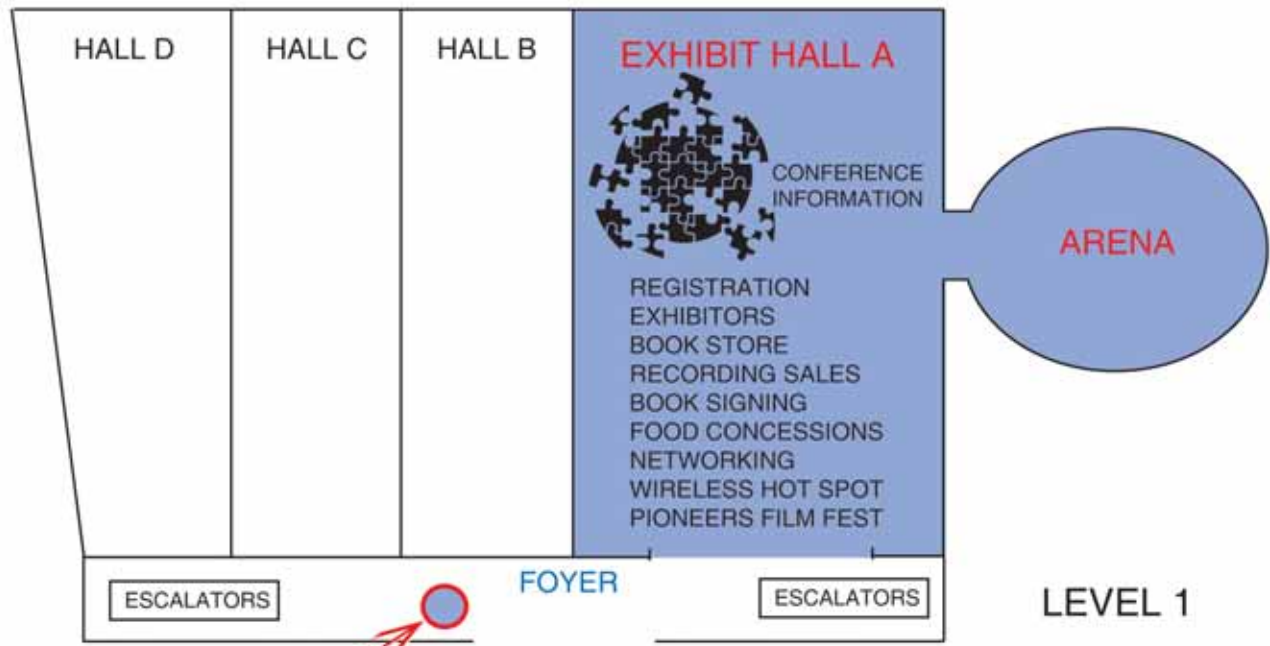 HALL D
HALL C
HALL B
EXHIBIT HALL A
CONFERENCE
INFORMATION
ARENA
REGISTRATION
EXHIBITORS
BOOK STORE
RECORDING SALES
BOOK SIGNING
FOOD CONCESSIONS
NETWORKING
WIRELESS HOT SPOT
PIONEERS FILM FEST
FOYER
ESCALATORS
ESCALATORS
LEVEL 1